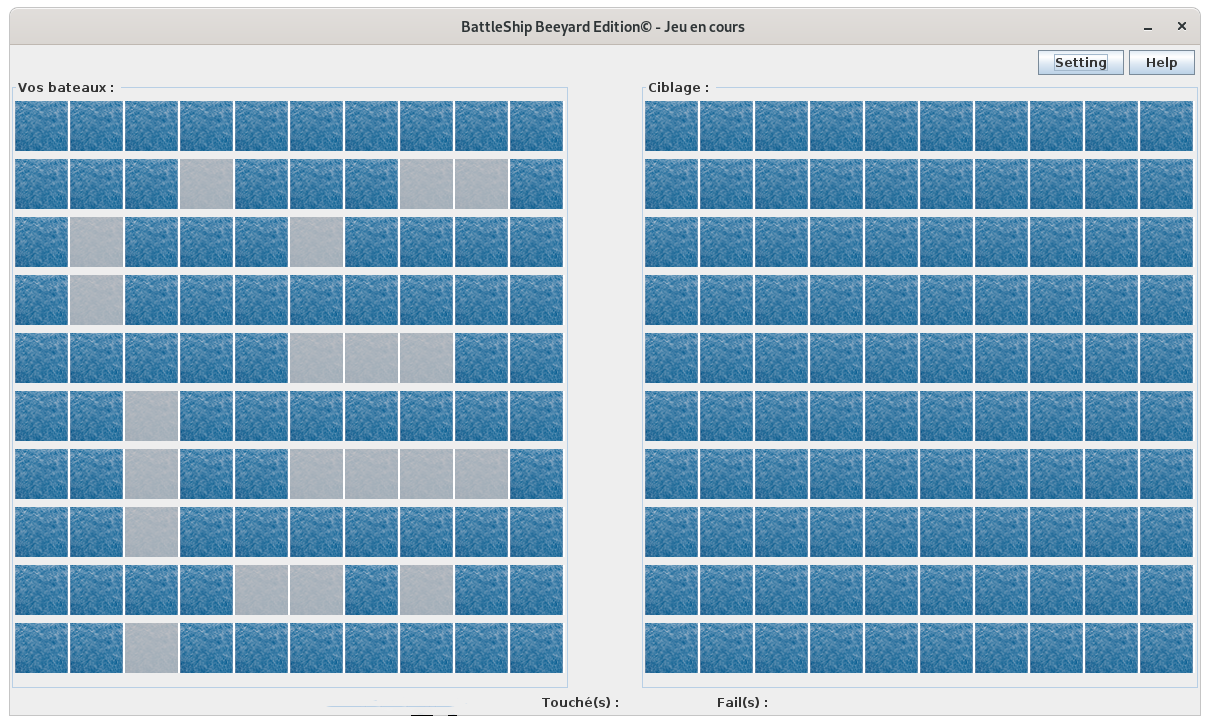 BattleShip Beeyard Edition© - Jeu en cours
Setting Help
Vos bateaux : Ciblage :
Touché(s) : Fail(s) :